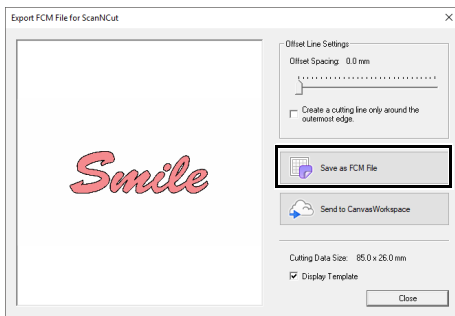 Export FCM File for ScanNCut
Smile
Offset Line Settings
Offset Spacing: 0.0 mm
Create a cutting line only around the
outermost edge.
Save as FCM File
Send to CanvasWorkspace
Cutting Data Size: 85.0 x 26.0 mm
Display Template
Close